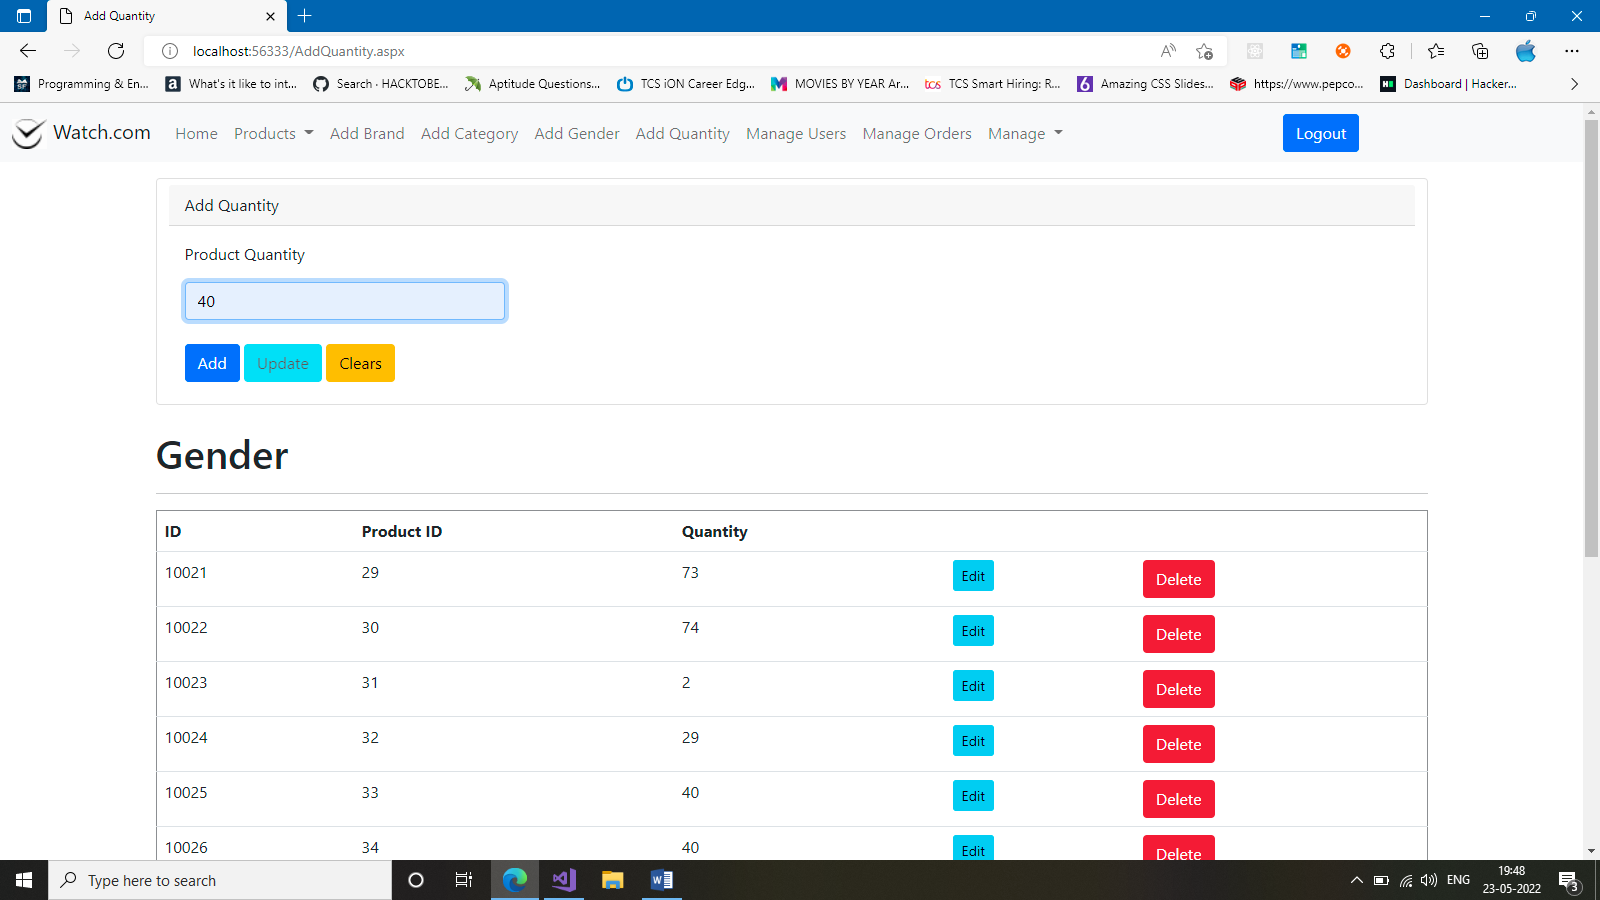 Add Quantity
localhost:56333/AddQuantity.aspx
Programming & En... What's it like to int... Search · HACKTOBE... Aptitude Questions... TCS iON Career Edg... MOVIES BY YEAR Ar... TCS Smart Hiring: R... Amazing CSS Slides... https://www.pepco... Dashboard | Hacker...
Watch.com Home Products Add Brand Add Category Add Gender Add Quantity Manage Users Manage Orders Manage Logout
Add Quantity
Product Quantity
40
Add Update Clears
Gender
ID Product ID Quantity
10021 29 73 Edit Delete
10022 30 74 Edit Delete
10023 31 2 Edit Delete
10024 32 29 Edit Delete
10025 33 40 Edit Delete
10026 34 40 Edit Delete
Type here to search ENG 19:48
23-05-2022 3